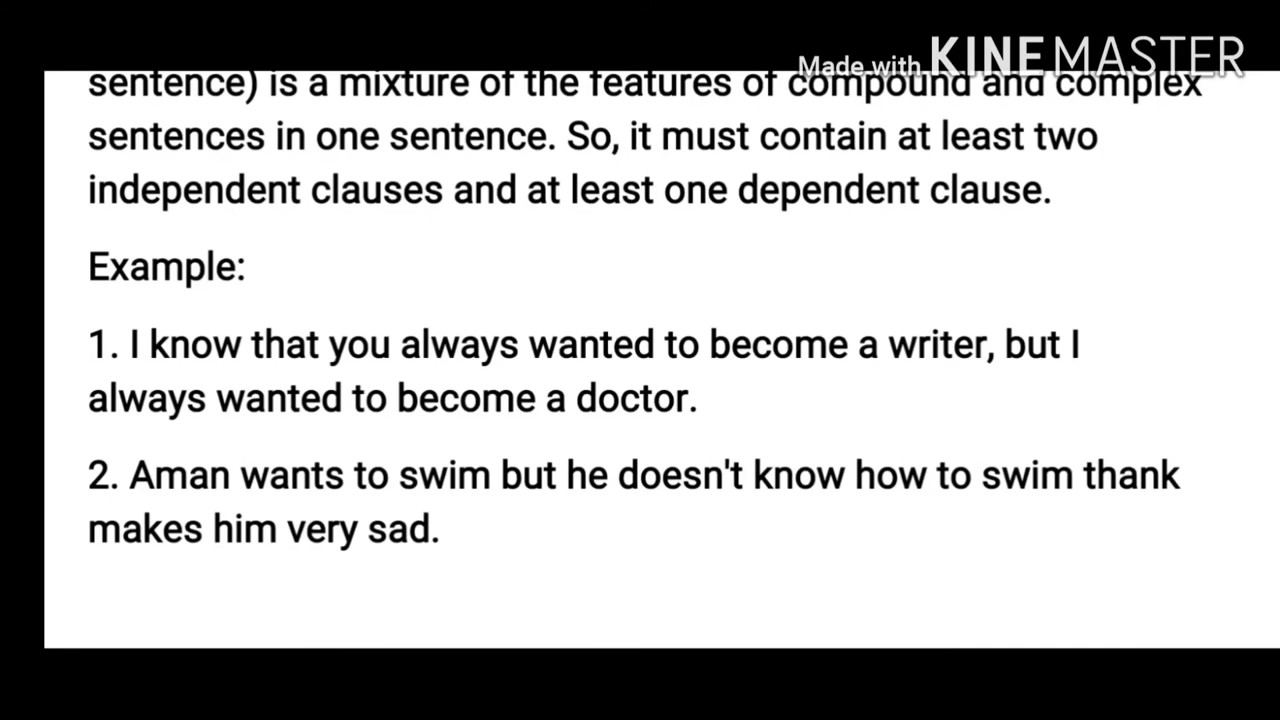 Made with KINEMASTER
sentence) is a mixture of the features of compound and complex
sentences in one sentence. So, it must contain at least two
independent clauses and at least one dependent clause.
Example:
1. I know that you always wanted to become a writer, but I
always wanted to become a doctor.
2. Aman wants to swim but he doesn't know how to swim thank
makes him very sad.